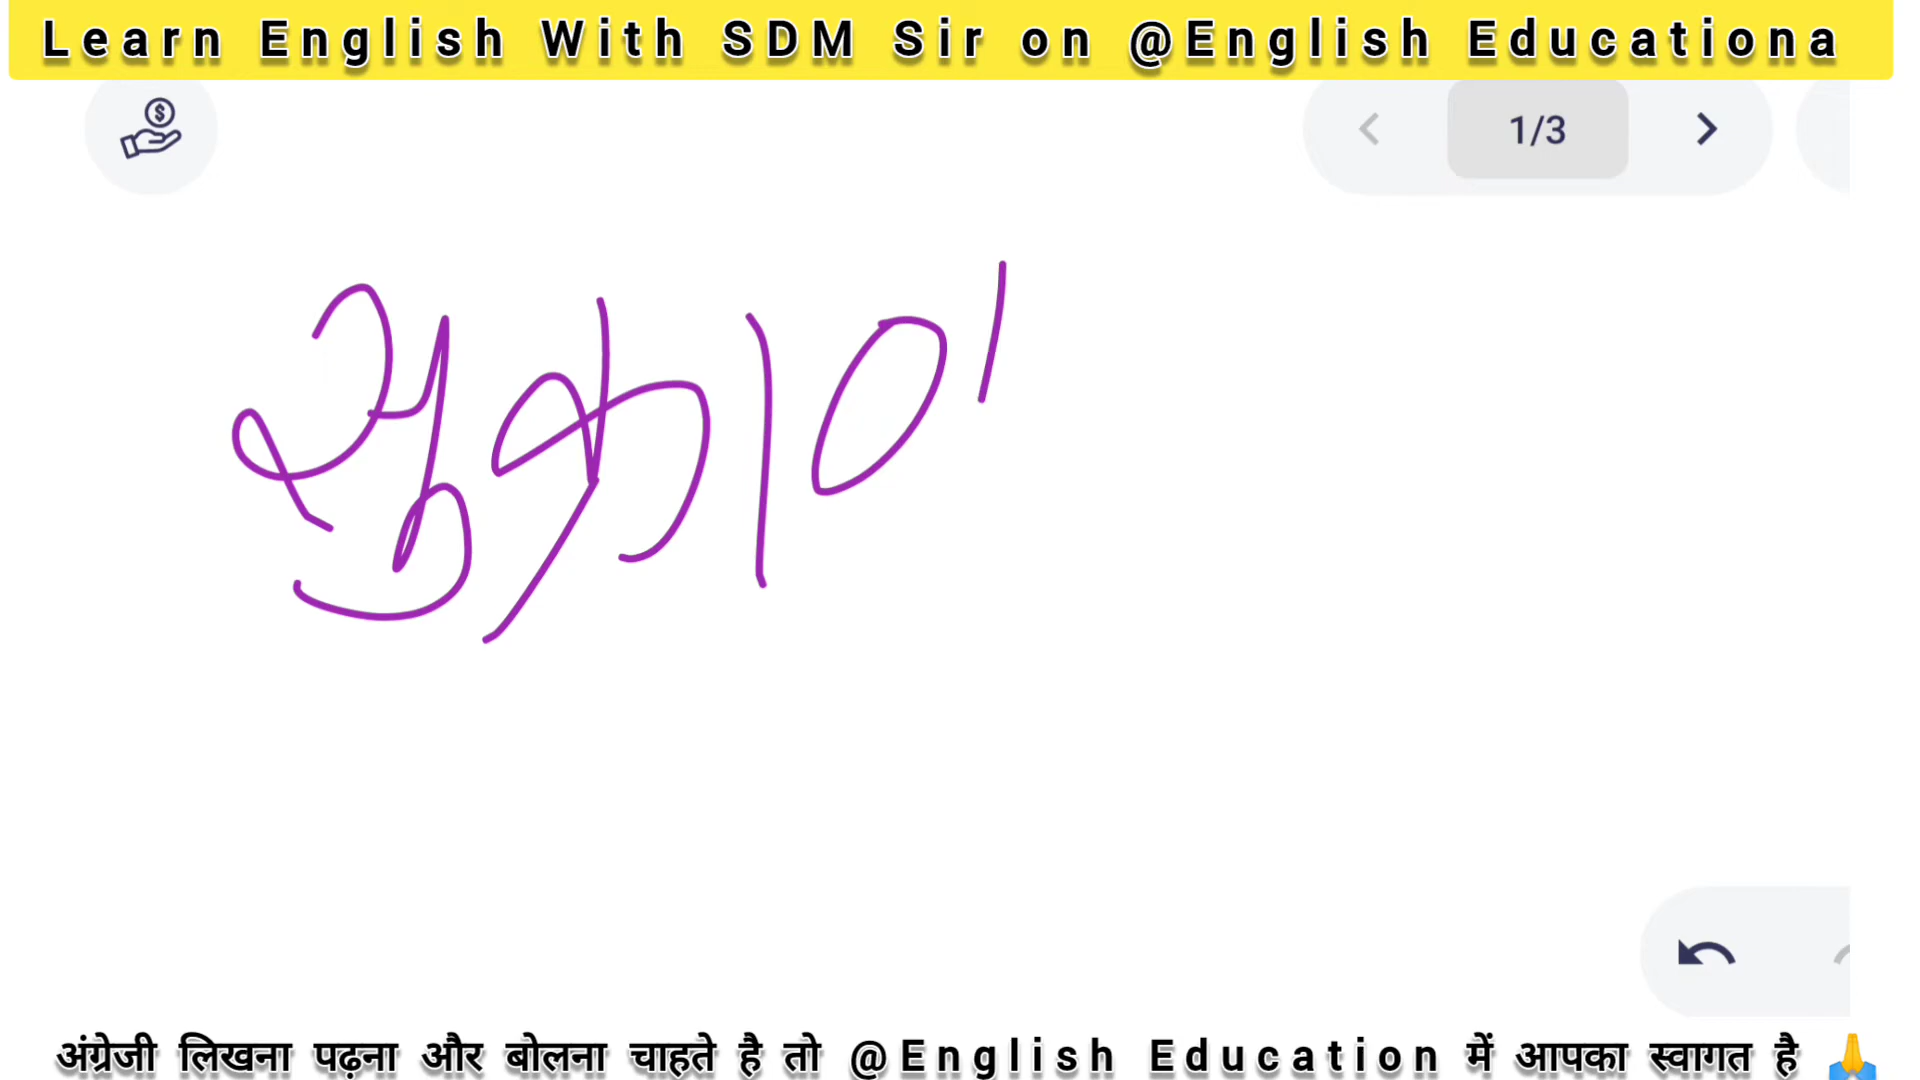 Learn English With SDM Sir on @English Educationa
1/3
अंग्रेजी लिखना पढ़ना और बोलना चाहते है तो @English Education में आपका स्वागत है 🙏